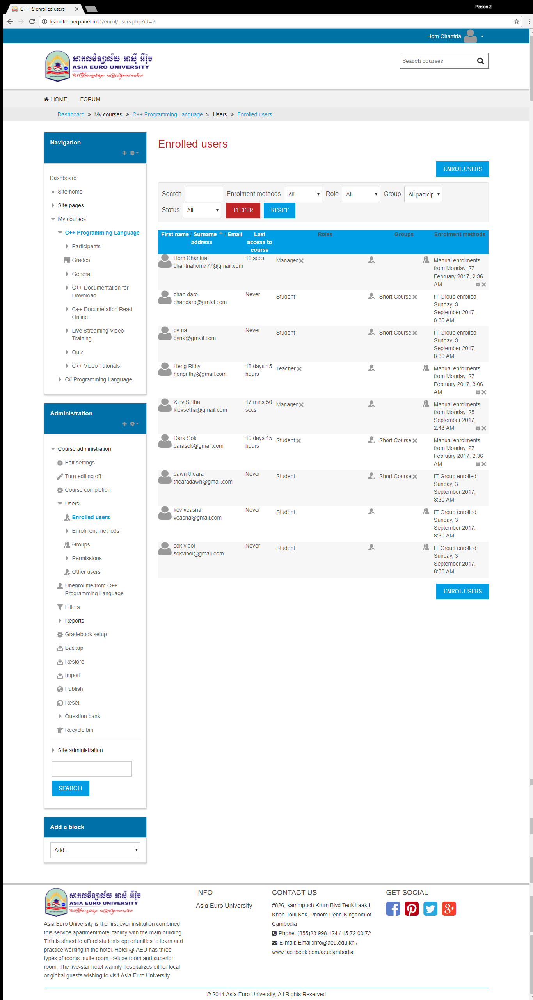 C++: 9 enrolled users
Person 2
learn.khmerpanel.info/enrol/users.php?id=2
Hom Chantria
សាកលវិទ្យាល័យ អាស៊ី អឺរ៉ុប
ASIA EURO UNIVERSITY
Search courses
HOME FORUM
Dashboard » My courses » C++ Programming Language » Users » Enrolled users
Navigation
Dashboard
Site home
Site pages
My courses
C++ Programming Language
Participants
Grades
General
C++ Documentation for
Download
C++ Documetation Read
Online
Live Streaming Video
Training
Quiz
C++ Video Tutorials
C# Programming Language
Administration
Course administration
Edit settings
Turn editing off
Course completion
Users
Enrolled users
Enrolment methods
Groups
Permissions
Other users
Unenrol me from C++
Programming Language
Filters
Reports
Gradebook setup
Backup
Restore
Import
Publish
Reset
Question bank
Recycle bin
Site administration
SEARCH
Add a block
Add...
Enrolled users
ENROL USERS
Search Enrolment methods All Role All Group All particip
Status All FILTER RESET
First name / Surname / Email Last Roles Groups Enrolment methods
address access to
course
Hom Chantria 10 secs Manager Manual enrolments
chantriahom777@gmail.com from Monday, 27
February 2017, 2:36
AM
chan daro Never Student Short Course IT Group enrolled
chandaro@gmial.com Sunday, 3
September 2017,
8:30 AM
dy na Never Student Short Course IT Group enrolled
dyna@gmail.com Sunday, 3
September 2017,
8:30 AM
Heng Rithy 18 days 15 Teacher Manual enrolments
hengrithy@gmail.com hours from Monday, 27
February 2017, 3:06
AM
Kiev Setha 17 mins 50 Manager Manual enrolments
kievsetha@gmail.com secs from Monday, 25
September 2017,
2:43 AM
Dara Sok 19 days 15 Student Short Course Manual enrolments
darasok@gmail.com hours from Monday, 27
February 2017, 2:36
AM
dawn theara Never Student Short Course IT Group enrolled
thearadawn@gmail.com Sunday, 3
September 2017,
8:30 AM
kev veasna Never Student IT Group enrolled
veasna@gmail.com Sunday, 3
September 2017,
8:30 AM
sok vibol Never Student IT Group enrolled
sokvibol@gmail.com Sunday, 3
September 2017,
8:30 AM
ENROL USERS
សាកលវិទ្យាល័យ អាស៊ី អឺរ៉ុប
ASIA EURO UNIVERSITY
Asia Euro University is the first ever institution combined
this service apartment/hotel facility with the main building.
This is aimed to afford students opportunities to learn and
practice working in the hotel. Hotel @ AEU has three
types of rooms: suite room, deluxe room and superior
room. The five-star hotel warmly hospitalizes either local
or global guests wishing to visit Asia Euro University.
INFO
Asia Euro University
CONTACT US
#826, kammpuch Krum Blvd Teuk Laak I,
Khan Toul Kok, Phnom Penh-Kingdom of
Cambodia
Phone: (855)23 998 124 / 15 72 00 72
E-mail: Email:info@aeu.edu.kh /
www.facebook.com/aeucambodia
GET SOCIAL
© 2014 Asia Euro University, All Rights Reserved